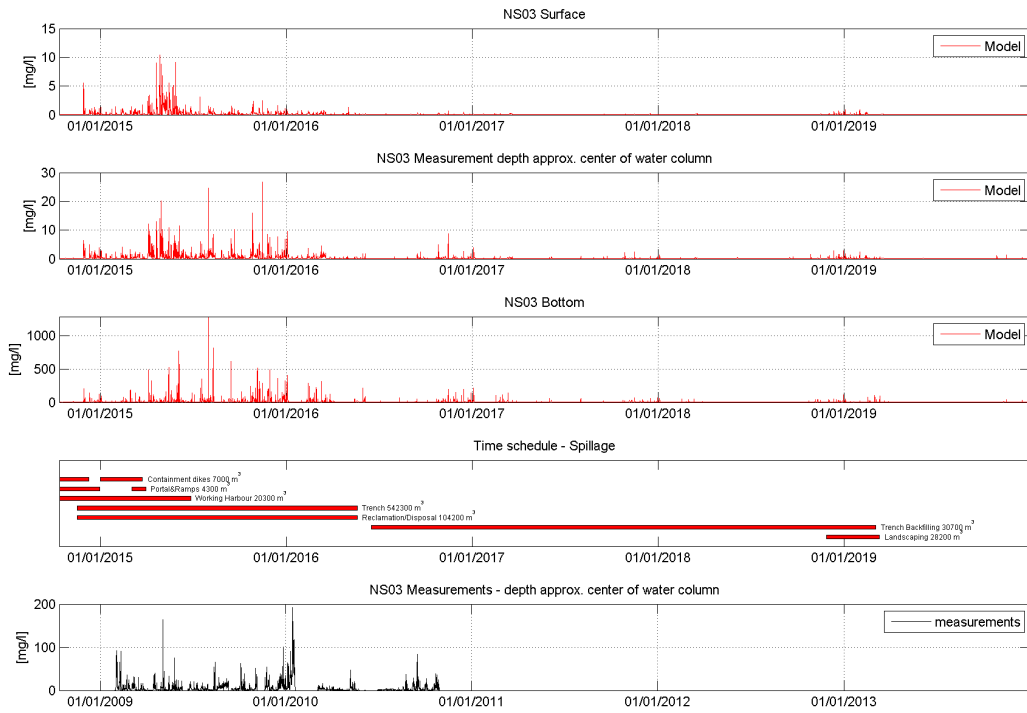 NS03 Surface
15
10
5
0
[mg/l]
Model
01/01/2015 01/01/2016 01/01/2017 01/01/2018 01/01/2019
NS03 Measurement depth approx. center of water column
30
20
10
0
[mg/l]
Model
01/01/2015 01/01/2016 01/01/2017 01/01/2018 01/01/2019
NS03 Bottom
1000
500
0
[mg/l]
Model
01/01/2015 01/01/2016 01/01/2017 01/01/2018 01/01/2019
Time schedule - Spillage
Containment dikes 7000 m³
Portal&Ramps 4300 m³
Working Harbour 20300 m³
Trench 542300 m³
Reclamation/Disposal 104200 m³
Trench Backfilling 30700 m³
Landscaping 28200 m³
01/01/2015 01/01/2016 01/01/2017 01/01/2018 01/01/2019
NS03 Measurements - depth approx. center of water column
200
100
0
[mg/l]
measurements
01/01/2009 01/01/2010 01/01/2011 01/01/2012 01/01/2013